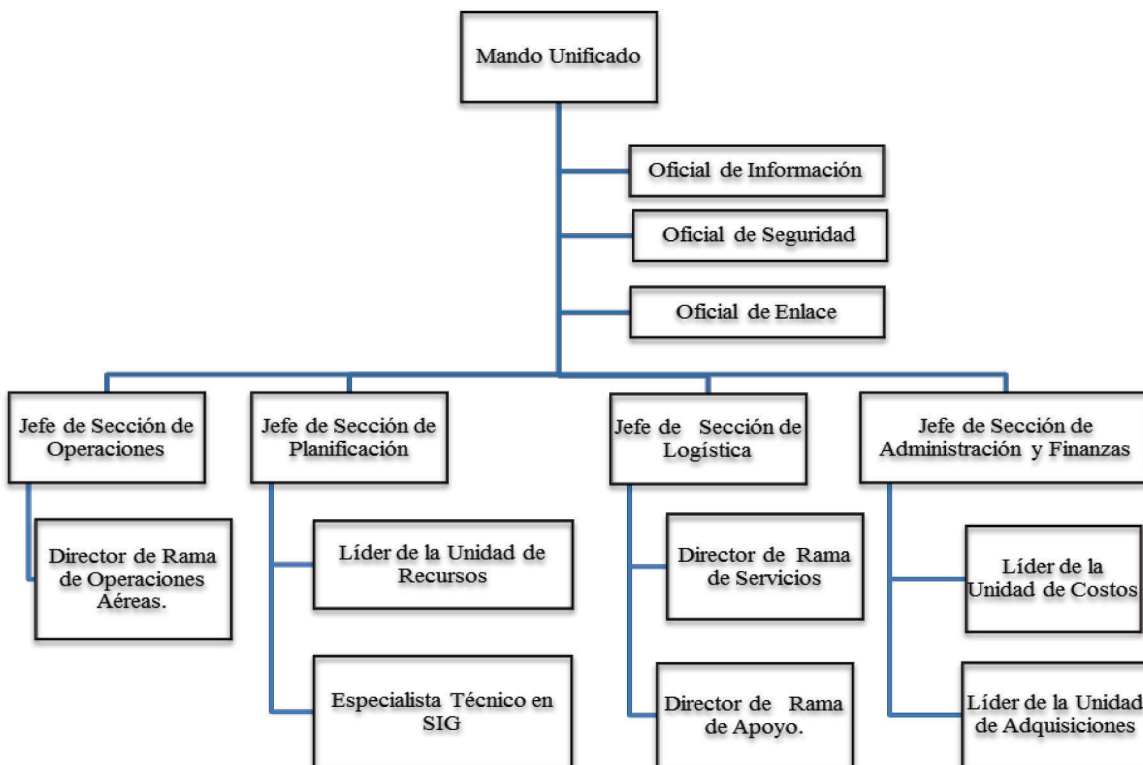 Mando Unificado
Oficial de Información
Oficial de Seguridad
Oficial de Enlace
Jefe de Sección de
Operaciones
Jefe de Sección de
Planificación
Jefe de Sección de
Logística
Jefe de Sección de
Administración y Finanzas
Director de Rama
de Operaciones
Aéreas.
Líder de la Unidad de
Recursos
Director de Rama
de Servicios
Líder de la
Unidad de Costos
Especialista Técnico en
SIG
Director de Rama
de Apoyo.
Líder de la Unidad
de Adquisiciones